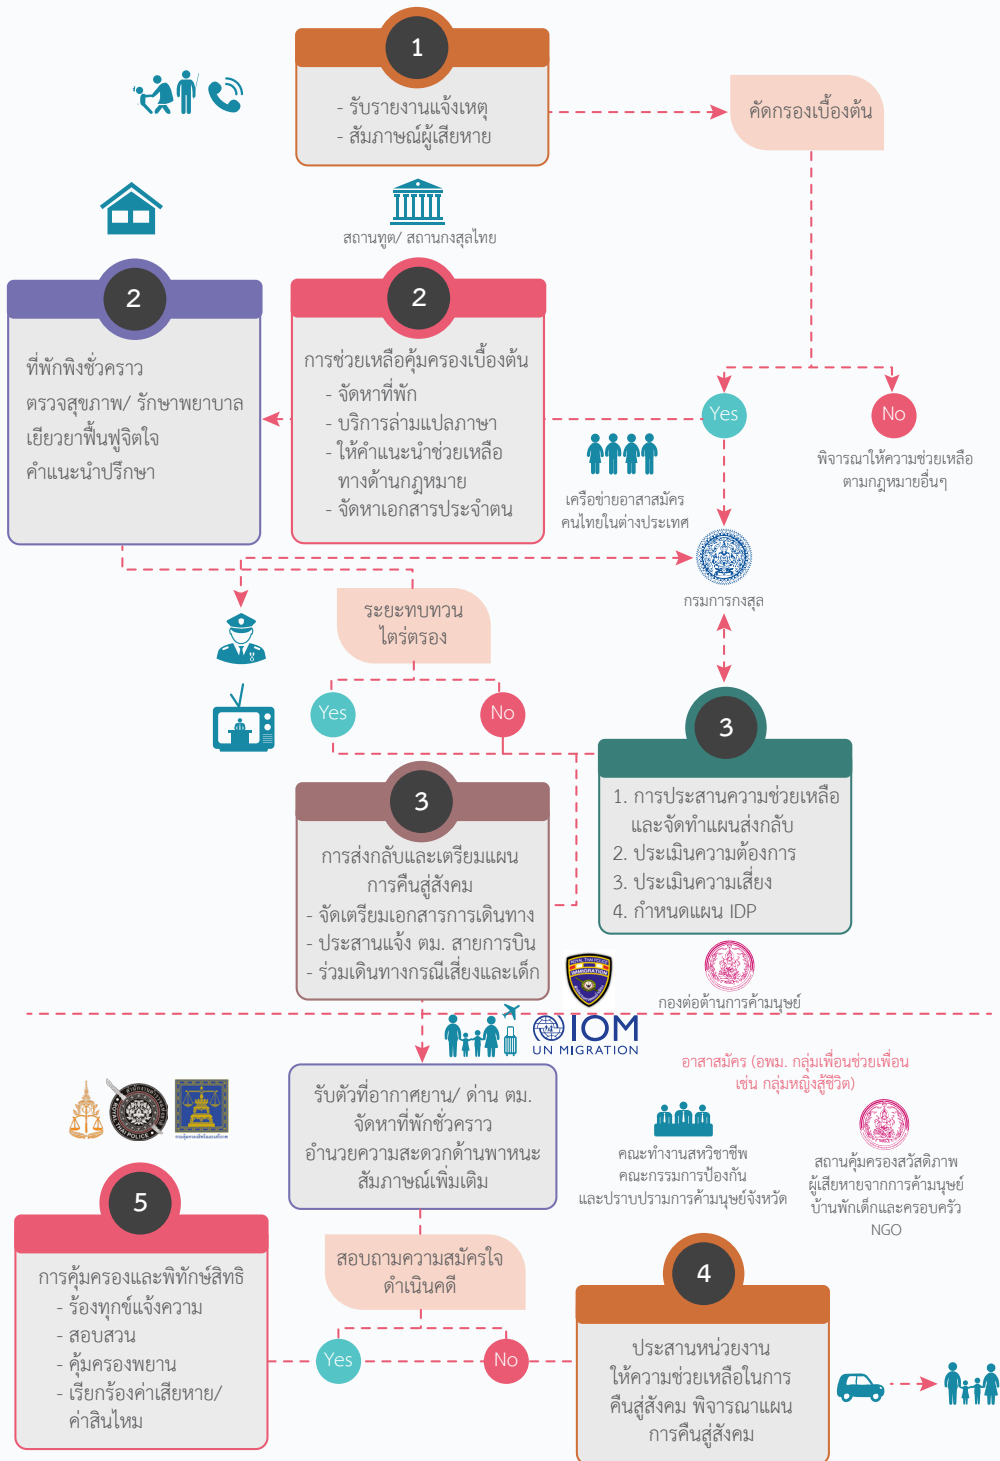 1
- รับรายงานแจ้งเหตุ
- สัมภาษณ์ผู้เสียหาย
คัดกรองเบื้องต้น
สถานทูต/ สถานกงสุลไทย
2
ที่พักพิงชั่วคราว
ตรวจสุขภาพ/ รักษาพยาบาล
เยียวยาฟื้นฟูจิตใจ
คำแนะนำปรึกษา
2
การช่วยเหลือคุ้มครองเบื้องต้น
- จัดหาที่พัก
- บริการล่ามแปลภาษา
- ให้คำแนะนำช่วยเหลือ
ทางด้านกฎหมาย
- จัดหาเอกสารประจำตน
Yes
No
เครือข่ายอาสาสมัคร
คนไทยในต่างประเทศ
พิจารณาให้ความช่วยเหลือ
ตามกฎหมายอื่นๆ
กรมการกงสุล
ระยะทบทวน
ไตร่ตรอง
Yes
No
3
การส่งกลับและเตรียมแผน
การคืนสู่สังคม
- จัดเตรียมเอกสารการเดินทาง
- ประสานแจ้ง ตม. สายการบิน
- ร่วมเดินทางกรณีเสี่ยงและเด็ก
3
1. การประสานความช่วยเหลือ
และจัดทำแผนส่งกลับ
2. ประเมินความต้องการ
3. ประเมินความเสี่ยง
4. กำหนดแผน IDP
กองต่อต้านการค้ามนุษย์
IMMIGRATION
IOM
UN MIGRATION
รับตัวที่อากาศยาน/ ด่าน ตม.
จัดหาที่พักชั่วคราว
อำนวยความสะดวกด้านพาหนะ
สัมภาษณ์เพิ่มเติม
อาสาสมัคร (อพม. กลุ่มเพื่อนช่วยเพื่อน
เช่น กลุ่มหญิงสู้ชีวิต)
คณะทำงานสหวิชาชีพ
คณะกรรมการป้องกัน
และปราบปรามการค้ามนุษย์จังหวัด
สถานคุ้มครองสวัสดิภาพ
ผู้เสียหายจากการค้ามนุษย์
บ้านพักเด็กและครอบครัว
NGO
ROYAL THAI POLICE
5
การคุ้มครองและพิทักษ์สิทธิ
- ร้องทุกข์แจ้งความ
- สอบสวน
- คุ้มครองพยาน
- เรียกร้องค่าเสียหาย/
ค่าสินไหม
สอบถามความสมัครใจ
ดำเนินคดี
Yes
No
4
ประสานหน่วยงาน
ให้ความช่วยเหลือในการ
คืนสู่สังคม พิจารณาแผน
การคืนสู่สังคม